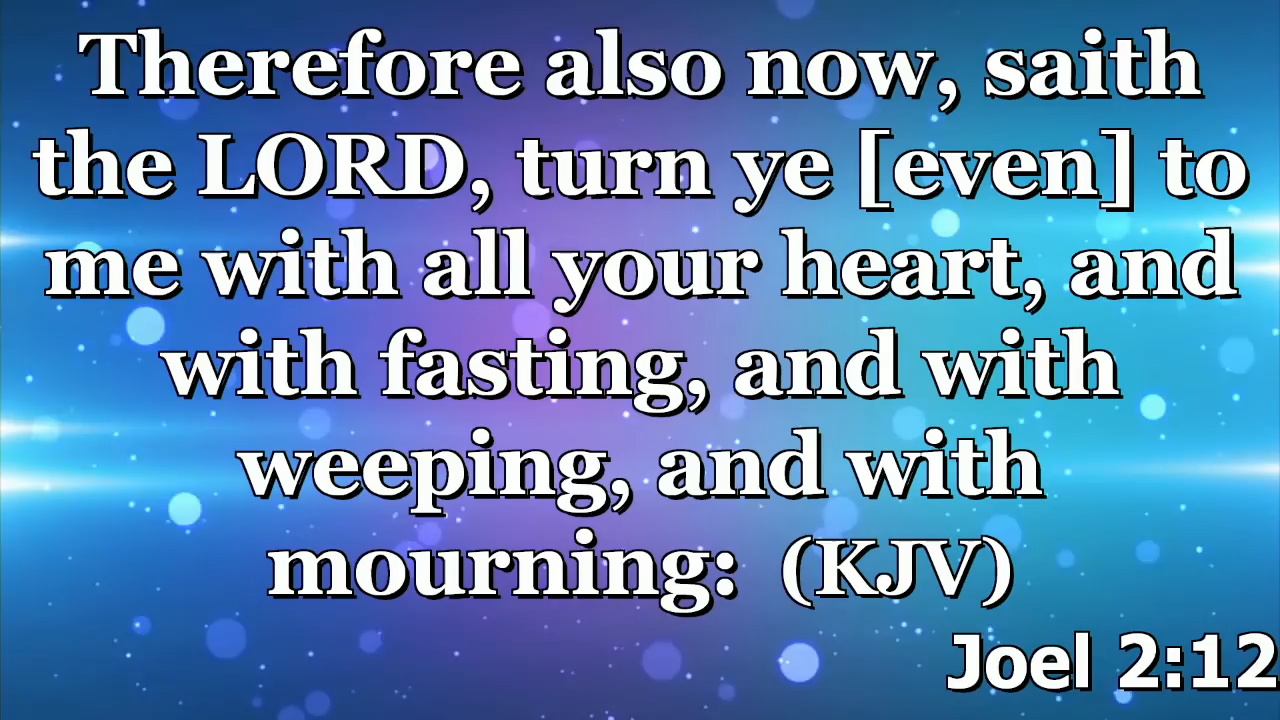 Therefore also now, saith
the LORD, turn ye [even] to
me with all your heart, and
with fasting, and with
weeping, and with
mourning: (KJV)
Joel 2:12